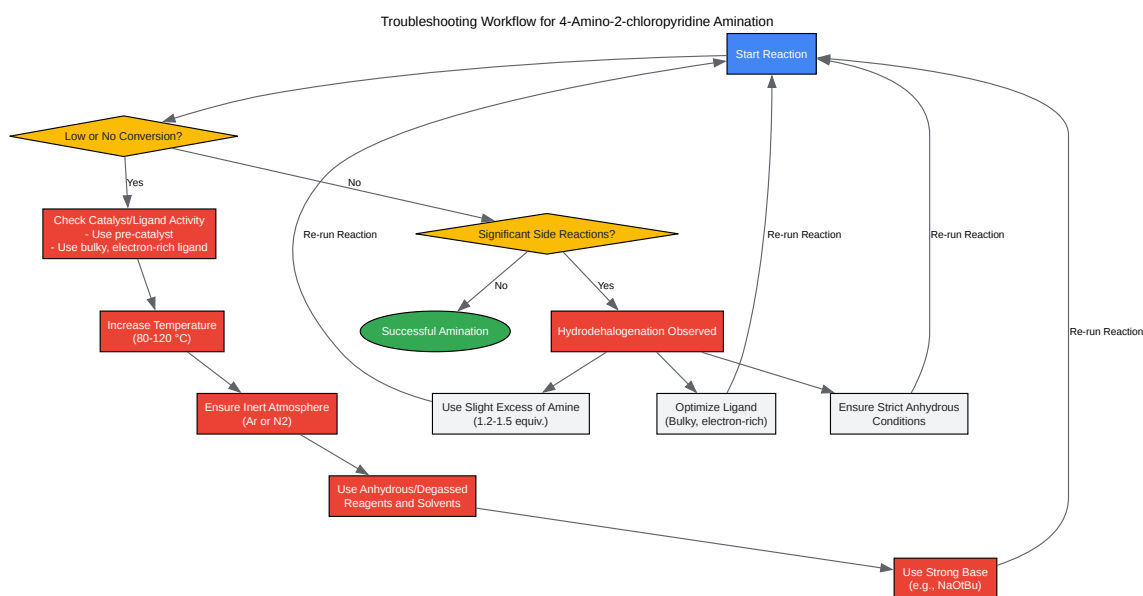 Troubleshooting Workflow for 4-Amino-2-chloropyridine Amination
Start Reaction
Low or No Conversion?
Yes
No
Check Catalyst/Ligand Activity
- Use pre-catalyst
- Use bulky, electron-rich ligand
Significant Side Reactions?
Re-run Reaction
Re-run Reaction
Re-run Reaction
No
Yes
Increase Temperature
(80-120 °C)
Successful Amination
Hydrodehalogenation Observed
Re-run Reaction
Ensure Inert Atmosphere
(Ar or N2)
Use Slight Excess of Amine
(1.2-1.5 equiv.)
Optimize Ligand
(Bulky, electron-rich)
Ensure Strict Anhydrous
Conditions
Use Anhydrous/Degassed
Reagents and Solvents
Use Strong Base
(e.g., NaOtBu)